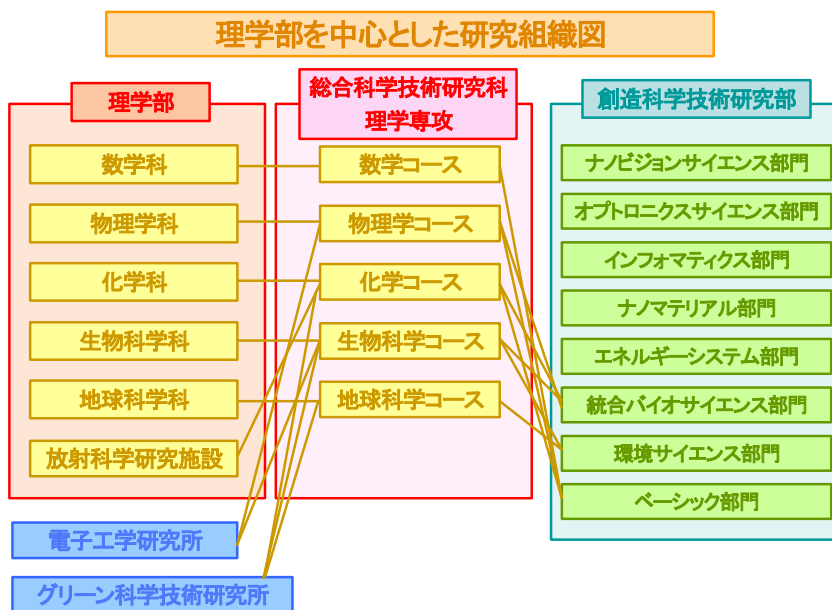 理学部を中心とした研究組織図
理学部
数学科
物理学科
化学科
生物科学科
地球科学科
放射科学研究施設
電子工学研究所
グリーン科学技術研究所
総合科学技術研究科
理学専攻
数学コース
物理学コース
化学コース
生物科学コース
地球科学コース
創造科学技術研究部
ナノビジョンサイエンス部門
オプトロニクスサイエンス部門
インフォマティクス部門
ナノマテリアル部門
エネルギーシステム部門
統合バイオサイエンス部門
環境サイエンス部門
ベーシック部門